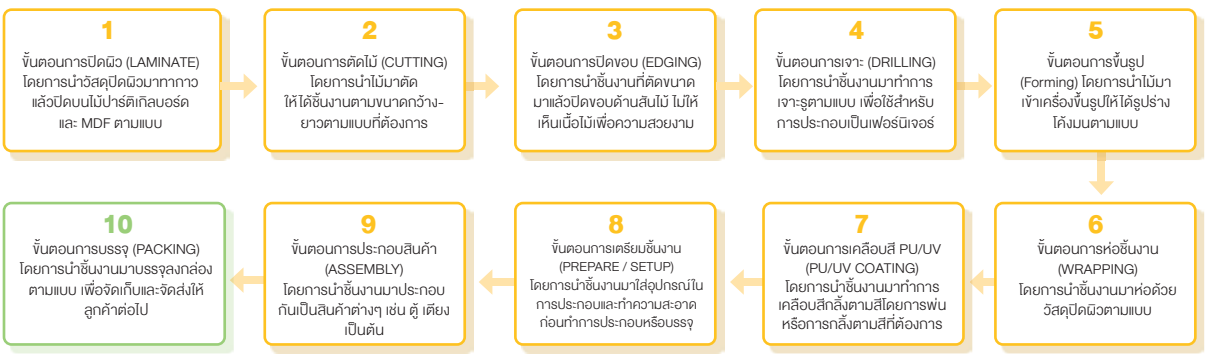 1
ขั้นตอนการปิดผิว (LAMINATE)
โดยการนำวัสดุปิดผิวมาทากาว
แล้วปิดบนไม้ปาร์ติเกิลบอร์ด
และ MDF ตามแบบ
2
ขั้นตอนการตัดไม้ (CUTTING)
โดยการนำไม้มาตัด
ให้ได้ชิ้นงานตามขนาดกว้าง-
ยาวตามแบบที่ต้องการ
3
ขั้นตอนการปิดขอบ (EDGING)
โดยการนำชิ้นงานที่ตัดขนาด
มาแล้วปิดขอบด้านสันไม้ ไม่ให้
เห็นเนื้อไม้เพื่อความสวยงาม
4
ขั้นตอนการเจาะ (DRILLING)
โดยการนำชิ้นงานมาทำการ
เจาะรูตามแบบ เพื่อใช้สำหรับ
การประกอบเป็นเฟอร์นิเจอร์
5
ขั้นตอนการขึ้นรูป
(Forming) โดยการนำไม้มา
เข้าเครื่องขึ้นรูปให้ได้รูปร่าง
โค้งมนตามแบบ
6
ขั้นตอนการห่อชิ้นงาน
(WRAPPING)
โดยการนำชิ้นงานมาห่อด้วย
วัสดุปิดผิวตามแบบ
7
ขั้นตอนการเคลือบสี PU/UV
(PU/UV COATING)
โดยการนำชิ้นงานมาทำการ
เคลือบสีกลิ้งตามสีโดยการพ่น
หรือการกลิ้งตามสีที่ต้องการ
8
ขั้นตอนการเตรียมชิ้นงาน
(PREPARE / SETUP)
โดยการนำชิ้นงานมาใส่อุปกรณ์ใน
การประกอบและทำความสะอาด
ก่อนทำการประกอบหรือบรรจุ
9
ขั้นตอนการประกอบสินค้า
(ASSEMBLY)
โดยการนำชิ้นงานมาประกอบ
กันเป็นสินค้าต่างๆ เช่น ตู้ เตียง
เป็นต้น
10
ขั้นตอนการบรรจุ (PACKING)
โดยการนำชิ้นงานมาบรรจุลงกล่อง
ตามแบบ เพื่อจัดเก็บและจัดส่งให้
ลูกค้าต่อไป